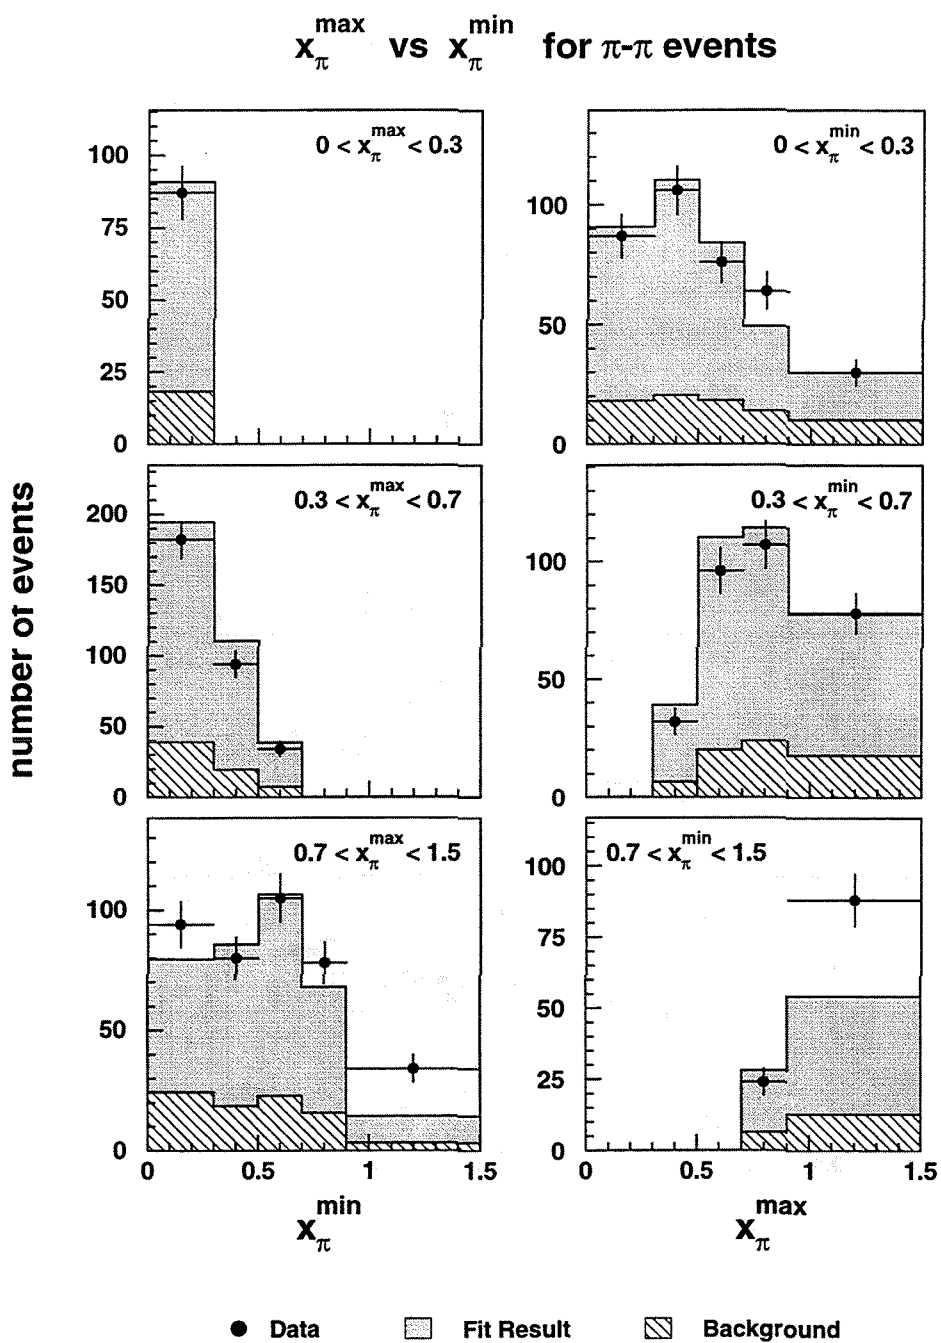 x_π^max vs x_π^min for π-π events
0 < x_π^max < 0.3
100
75
50
25
0
0 < x_π^min < 0.3
100
50
0
number of events
0.3 < x_π^max < 0.7
200
150
100
50
0
0.3 < x_π^min < 0.7
100
50
0
0.7 < x_π^max < 1.5
100
50
0
0 0.5 1 1.5
x_π^min
0.7 < x_π^min < 1.5
100
75
50
25
0
0 0.5 1 1.5
x_π^max
Data Fit Result Background